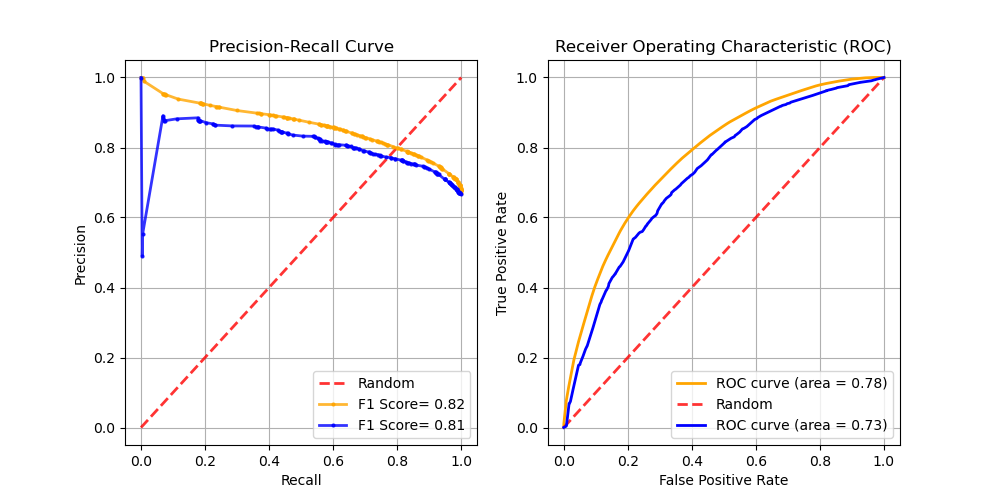 Precision-Recall Curve
1.0
0.8
0.6
0.4
0.2
0.0
Precision
0.0 0.2 0.4 0.6 0.8 1.0
Recall
Random
F1 Score= 0.82
F1 Score= 0.81
Receiver Operating Characteristic (ROC)
1.0
0.8
0.6
0.4
0.2
0.0
True Positive Rate
0.0 0.2 0.4 0.6 0.8 1.0
False Positive Rate
ROC curve (area = 0.78)
Random
ROC curve (area = 0.73)